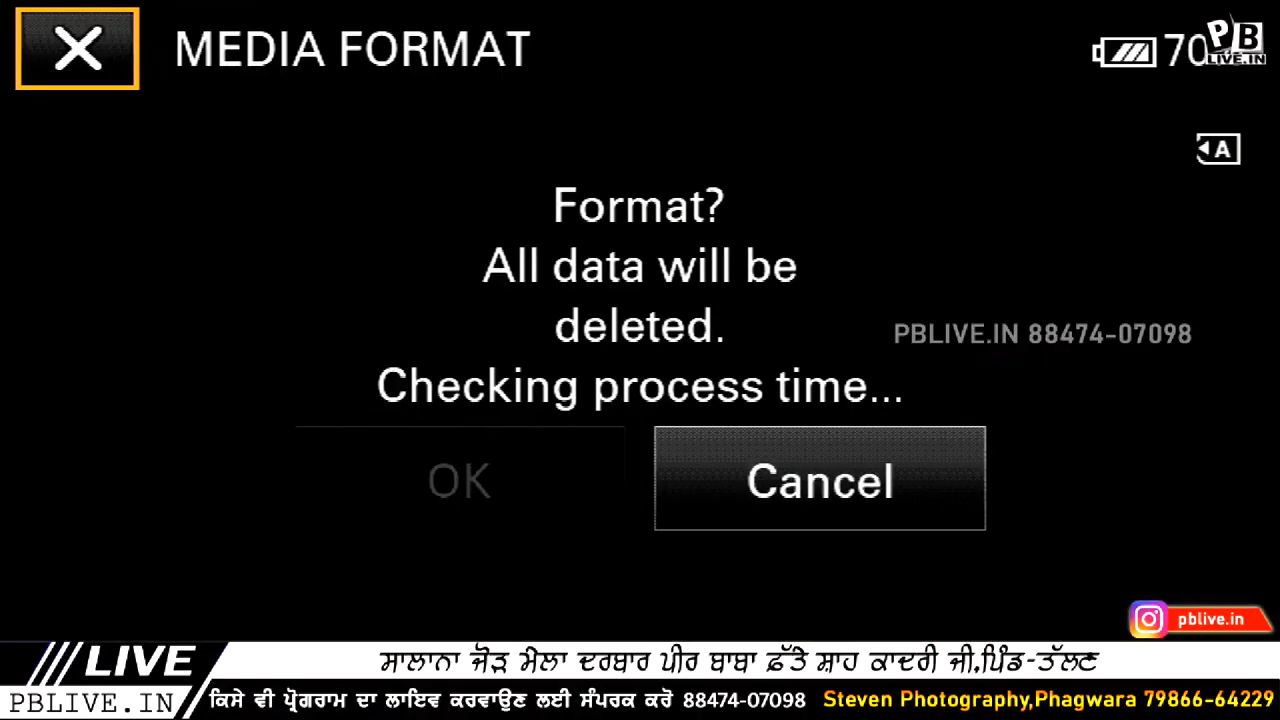 MEDIA FORMAT
70
PB
LIVE.IN
A
Format?
All data will be
deleted.
PBLIVE.IN 88474-07098
Checking process time...
OK
Cancel
pblive.in
LIVE
ਸਾਲਾਨਾ ਜੋੜ ਮੇਲਾ ਦਰਬਾਰ ਪੀਰ ਬਾਬਾ ਫ਼ੱਤੇ ਸ਼ਾਹ ਕਾਦਰੀ ਜੀ,ਪਿੰਡ-ਤੱਲਣ
PBLIVE.IN
ਕਿਸੇ ਵੀ ਪ੍ਰੋਗਰਾਮ ਦਾ ਲਾਇਵ ਕਰਵਾਉਣ ਲਈ ਸੰਪਰਕ ਕਰੋ 88474-07098 Steven Photography,Phagwara 79866-64229